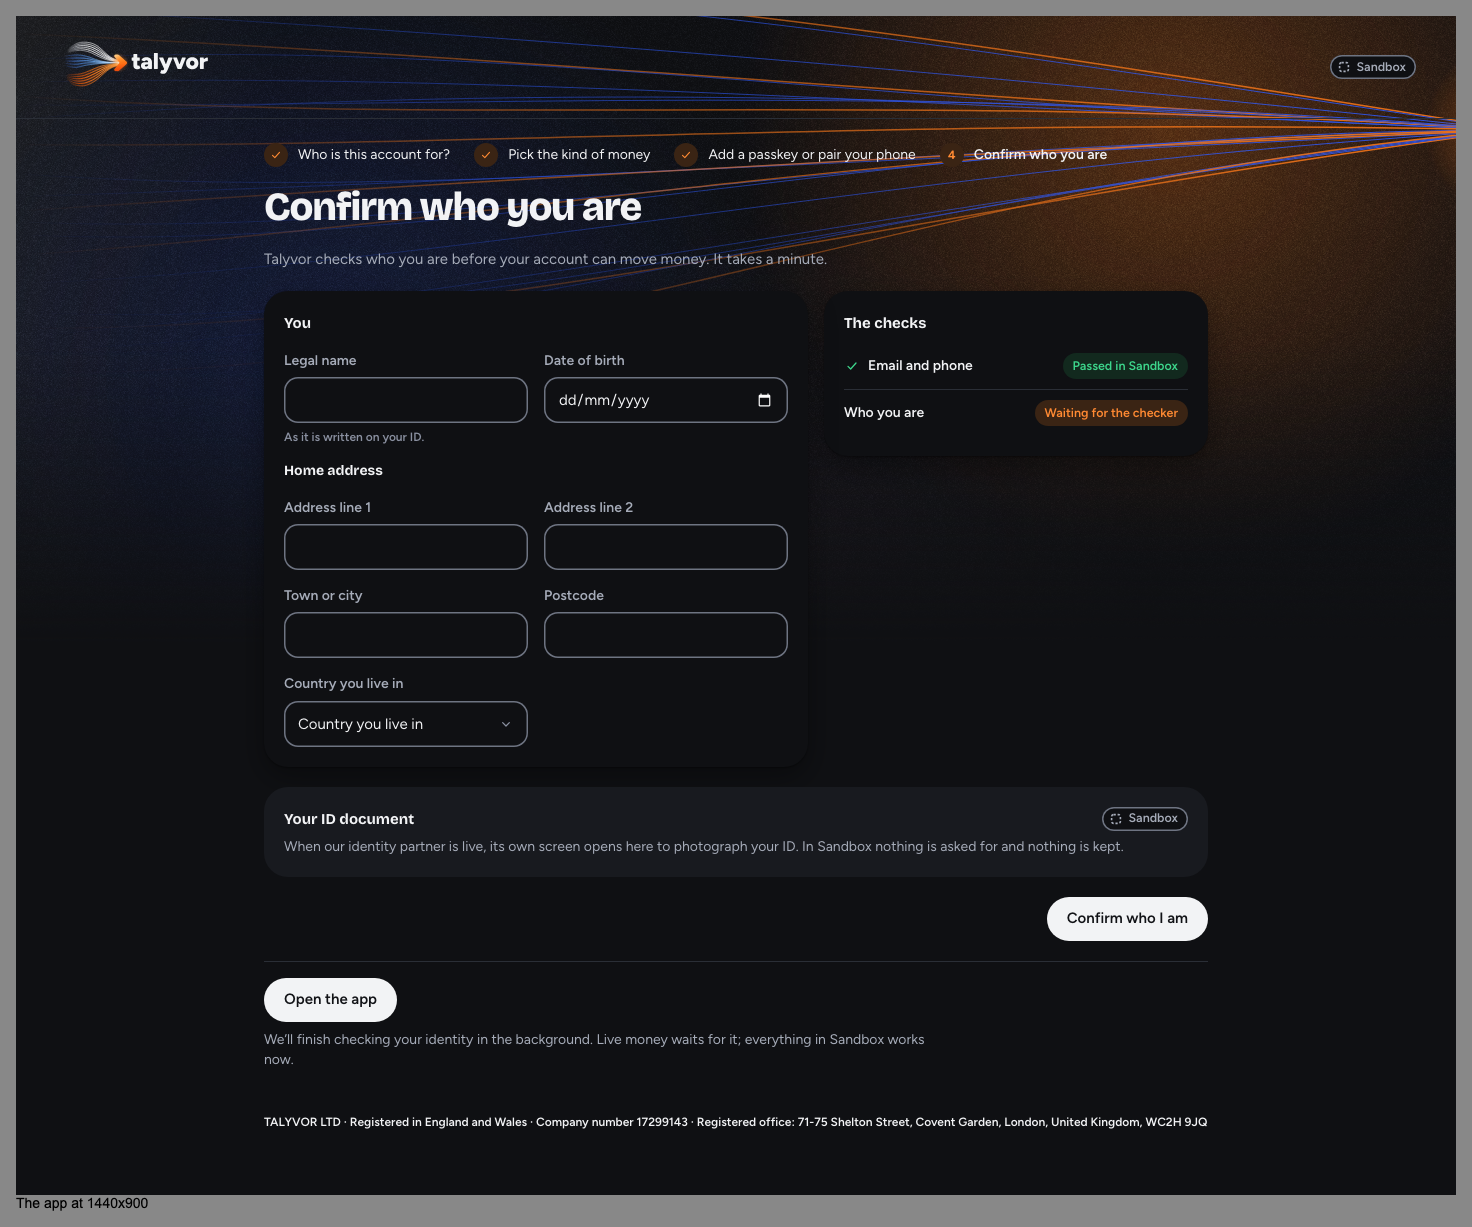 talyvor
Sandbox
Who is this account for?
Pick the kind of money
Add a passkey or pair your phone
4 Confirm who you are
Confirm who you are
Talyvor checks who you are before your account can move money. It takes a minute.
You
Legal name
Date of birth
dd/mm/yyyy
As it is written on your ID.
Home address
Address line 1
Address line 2
Town or city
Postcode
Country you live in
Country you live in
The checks
Email and phone
Passed in Sandbox
Who you are
Waiting for the checker
Your ID document
Sandbox
When our identity partner is live, its own screen opens here to photograph your ID. In Sandbox nothing is asked for and nothing is kept.
Confirm who I am
Open the app
We'll finish checking your identity in the background. Live money waits for it; everything in Sandbox works
now.
TALYVOR LTD · Registered in England and Wales · Company number 17299143 · Registered office: 71-75 Shelton Street, Covent Garden, London, United Kingdom, WC2H 9JQ
The app at 1440x900